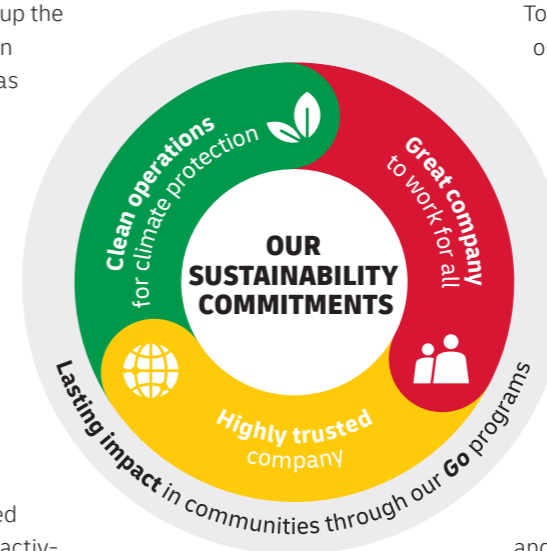 up the
n
as
To
or
Clean operations
for climate protection
Great company
to work for all
OUR
SUSTAINABILITY
COMMITMENTS
Highly trusted
company
Lasting impact in communities through our Go programs
ed
activ-
and